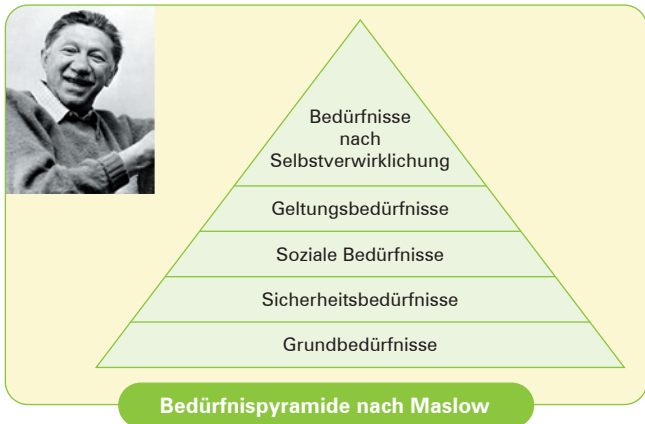 Bedürfnisse
nach
Selbstverwirklichung
Geltungsbedürfnisse
Soziale Bedürfnisse
Sicherheitsbedürfnisse
Grundbedürfnisse
Bedürfnispyramide nach Maslow